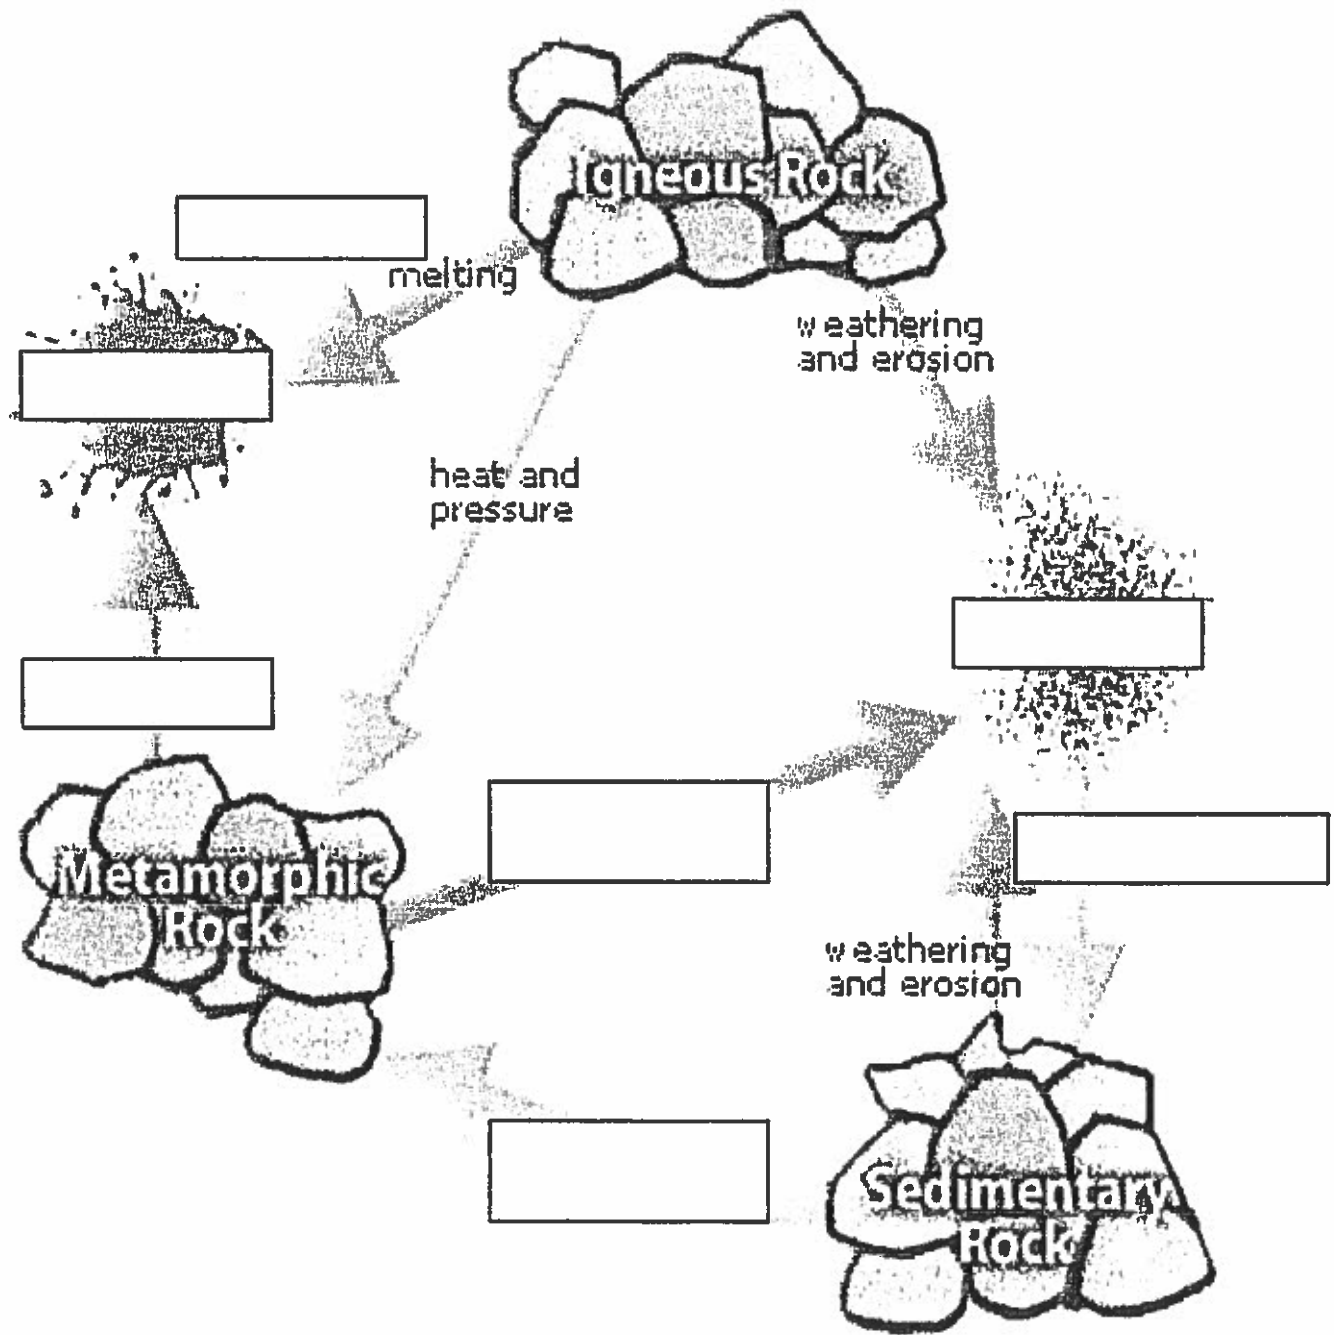 Igneous Rock
melting
weathering
and erosion
heat and
pressure
Metamorphic
Rock
weathering
and erosion
Sedimentary
Rock